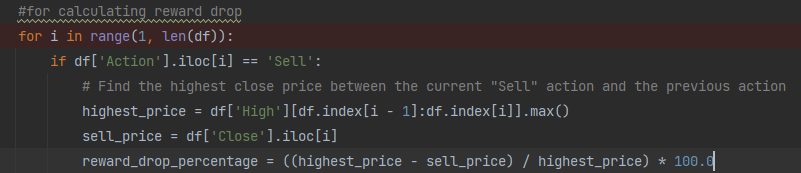 #for calculating reward drop
for i in range(1, len(df)):
    if df['Action'].iloc[i] == 'Sell':
        # Find the highest close price between the current "Sell" action and the previous action
        highest_price = df['High'][df.index[i - 1]:df.index[i]].max()
        sell_price = df['Close'].iloc[i]
        reward_drop_percentage = ((highest_price - sell_price) / highest_price) * 100.0